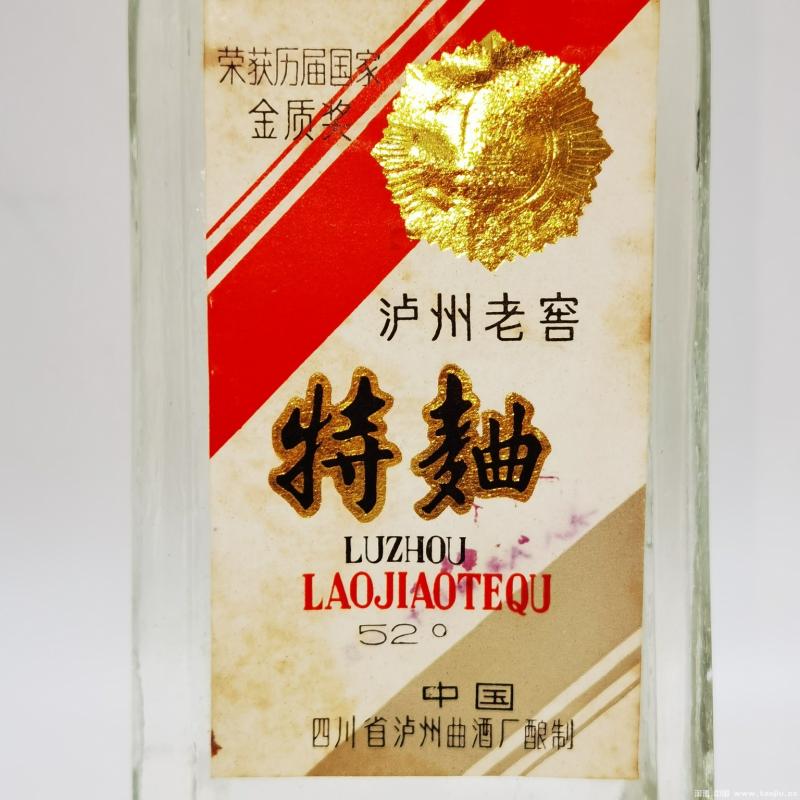 荣获历届国家
金质奖
泸州老窖
特麯
LUZHOU
LAOJIAOTEQU
52°
中国
四川省泸州曲酒厂酿制